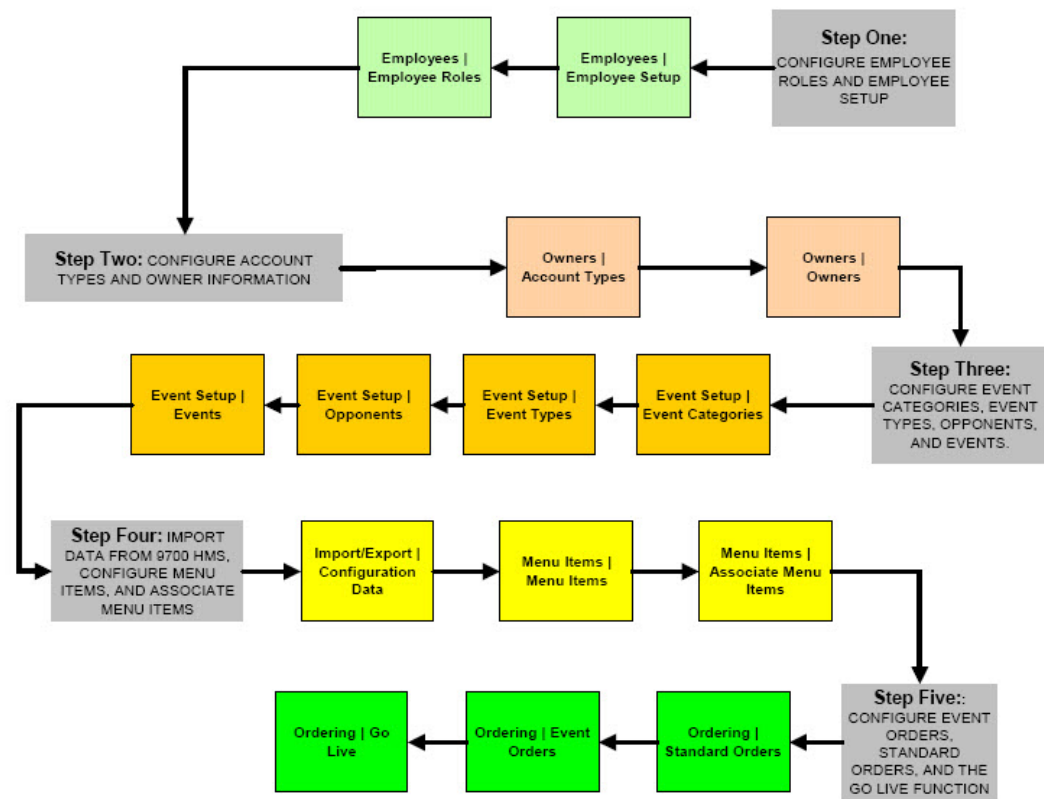 Step One:
CONFIGURE EMPLOYEE
ROLES AND EMPLOYEE
SETUP
Employees |
Employee Setup
Employees |
Employee Roles
Step Two: CONFIGURE ACCOUNT
TYPES AND OWNER INFORMATION
Owners |
Account Types
Owners |
Owners
Step Three:
CONFIGURE EVENT
CATEGORIES, EVENT
TYPES, OPPONENTS,
AND EVENTS.
Event Setup |
Event Categories
Event Setup |
Event Types
Event Setup |
Opponents
Event Setup |
Events
Step Four: IMPORT
DATA FROM 9700 HMS,
CONFIGURE MENU
ITEMS, AND ASSOCIATE
MENU ITEMS
Import/Export |
Configuration
Data
Menu Items |
Menu Items
Menu Items |
Associate Menu
Items
Step Five::
CONFIGURE EVENT
ORDERS,
STANDARD
ORDERS, AND THE
GO LIVE FUNCTION
Ordering |
Standard Orders
Ordering | Event
Orders
Ordering | Go
Live